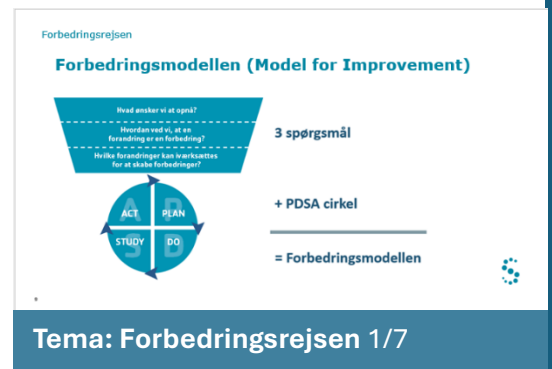 Forbedringsrejsen
Forbedringsmodellen (Model for Improvement)
Hvad ønsker vi at opnå?
Hvordan ved vi, at en
forandring er en forbedring?
Hvilke forandringer kan iværksættes
for at skabe forbedringer?
A P
ACT PLAN
STUDY DO
S D
3 spørgsmål
+ PDSA cirkel
= Forbedringsmodellen
Tema: Forbedringsrejsen 1/7